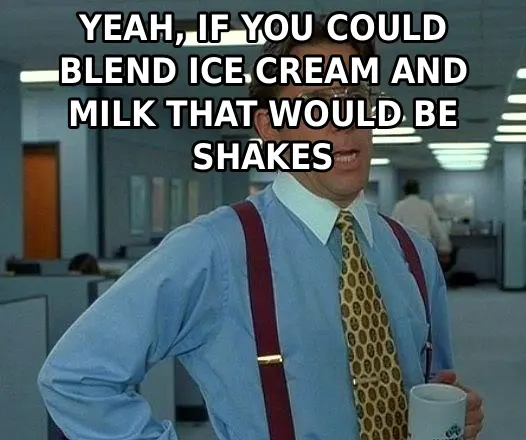 YEAH, IF YOU COULD
BLEND ICE CREAM AND
MILK THAT WOULD BE
SHAKES